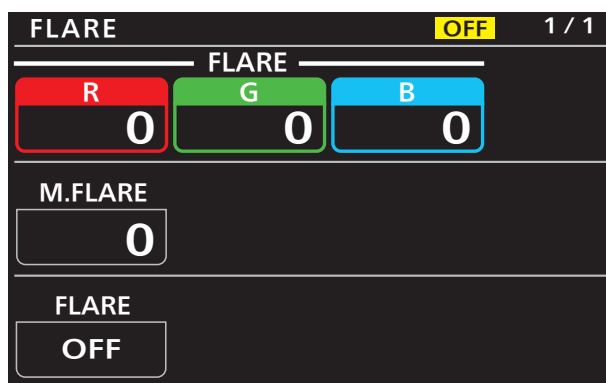 FLARE OFF 1/1
FLARE
R G B
0 0 0
M.FLARE
0
FLARE
OFF